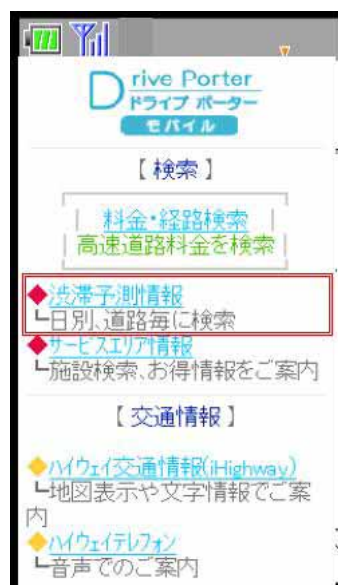 Drive Porter
ドライブ ポーター
モバイル
【 検索 】
料金・経路検索
高速道路料金を検索
◆渋滞予測情報
┗日別、道路毎に検索
◆サービスエリア情報
┗施設検索、お得情報をご案内
【 交通情報 】
◆ハイウェイ交通情報(iHighway)
┗地図表示や文字情報でご案
内
◆ハイウェイテレフォン
┗音声でのご案内